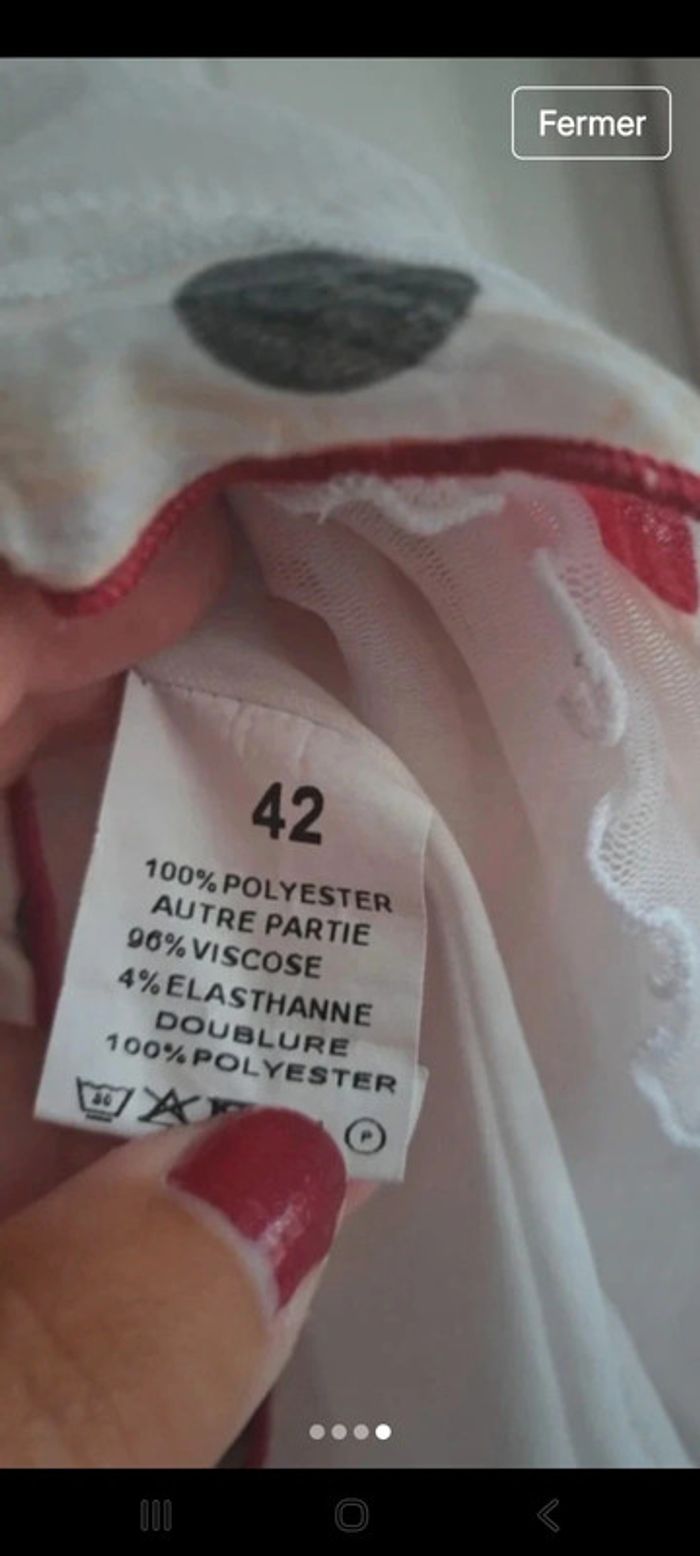 Fermer
42
100% POLYESTER
AUTRE PARTIE
96% VISCOSE
4% ELASTHANNE
DOUBLURE
100% POLYESTER
P